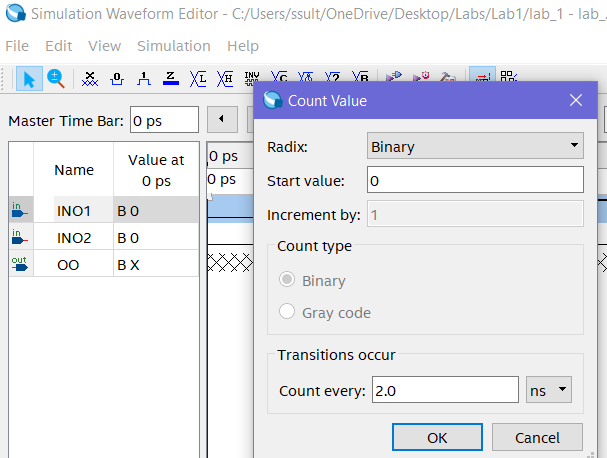 Simulation Waveform Editor - C:/Users/ssult/OneDrive/Desktop/Labs/Lab1/lab_1 - lab_
File Edit View Simulation Help
Master Time Bar: 0 ps
Name
Value at
0 ps
0 ps
0 ps
in INO1 B 0
in INO2 B 0
out OO B X
Count Value
Radix: Binary
Start value: 0
Increment by: 1
Count type
Binary
Gray code
Transitions occur
Count every: 2.0 ns
OK Cancel